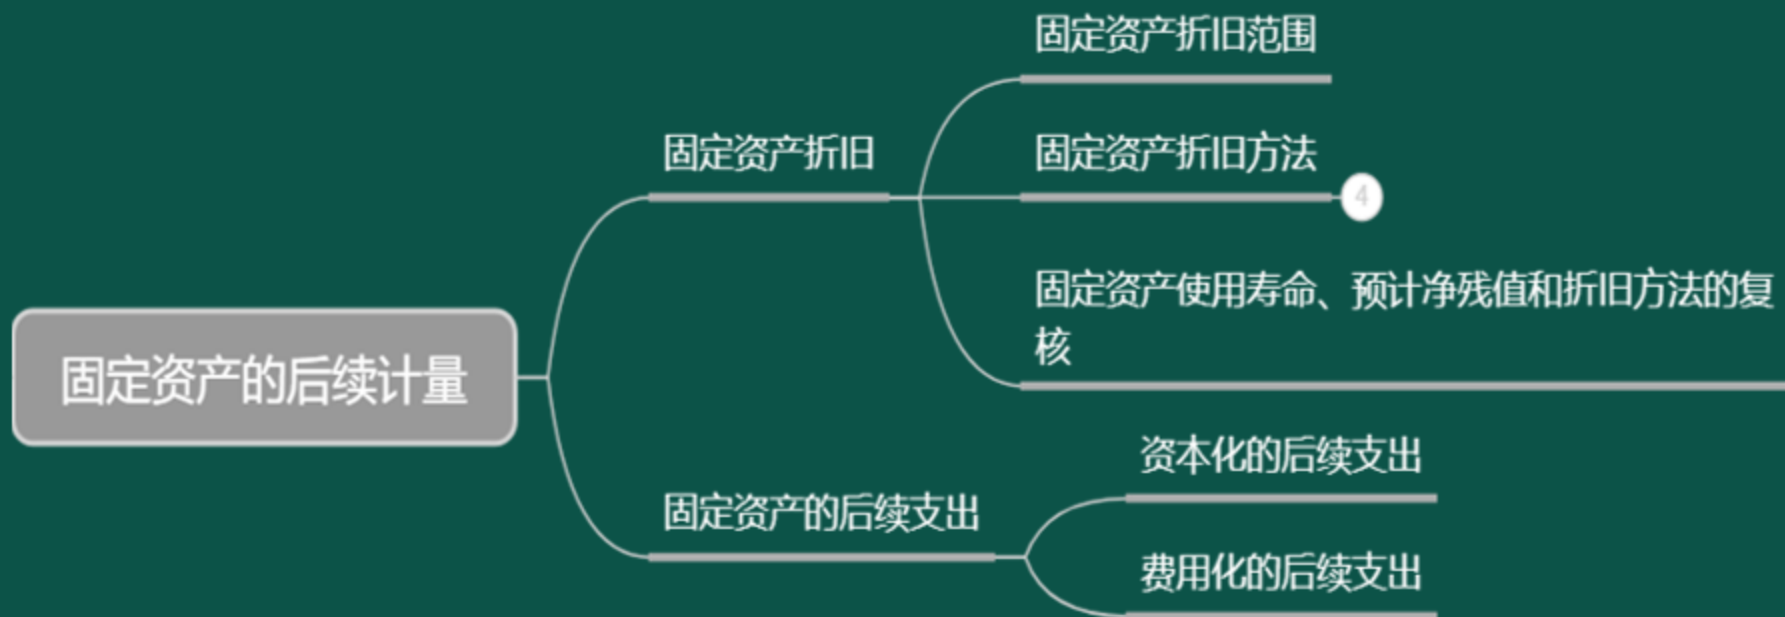 固定资产折旧范围
固定资产折旧
固定资产折旧方法
4
固定资产使用寿命、预计净残值和折旧方法的复
核
固定资产的后续计量
资本化的后续支出
固定资产的后续支出
费用化的后续支出